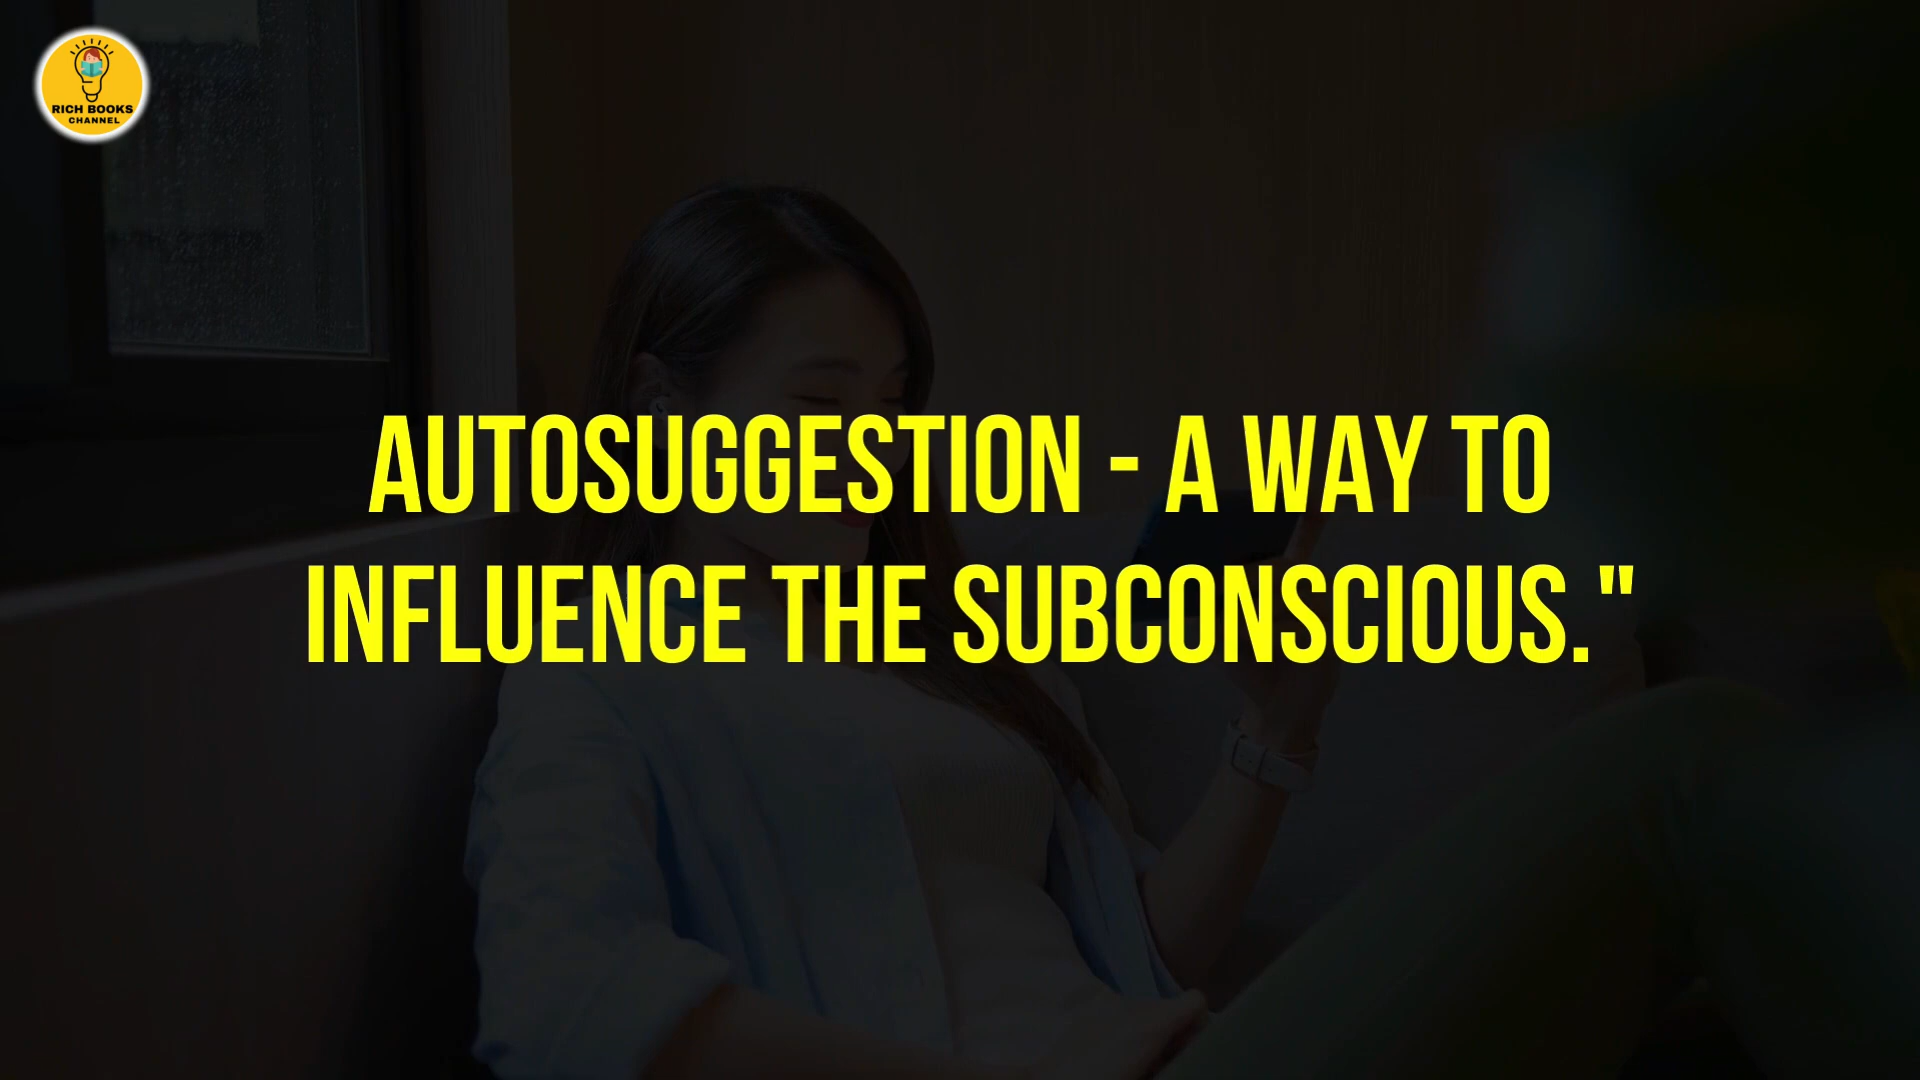 RICH BOOKS
CHANNEL
AUTOSUGGESTION - A WAY TO
INFLUENCE THE SUBCONSCIOUS."